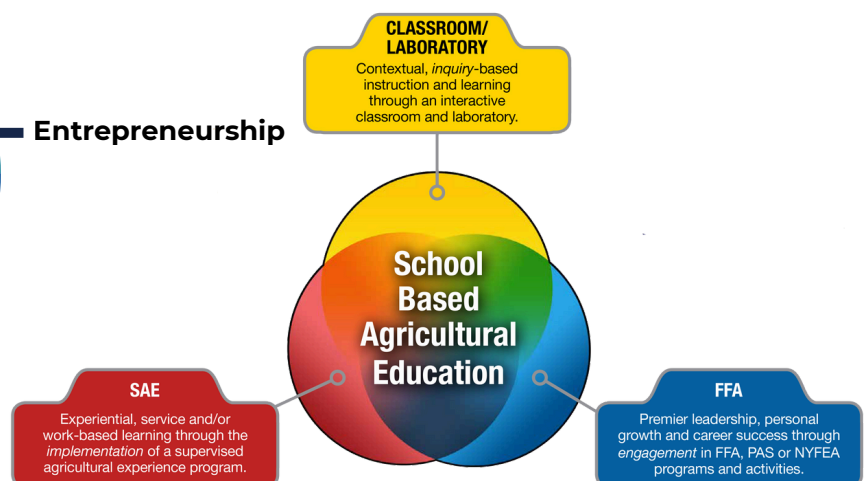 CLASSROOM/
LABORATORY
Contextual, inquiry-based
instruction and learning
through an interactive
classroom and laboratory.
Entrepreneurship
School
Based
Agricultural
Education
SAE
Experiential, service and/or
work-based learning through the
implementation of a supervised
agricultural experience program.
FFA
Premier leadership, personal
growth and career success through
engagement in FFA, PAS or NYFEA
programs and activities.